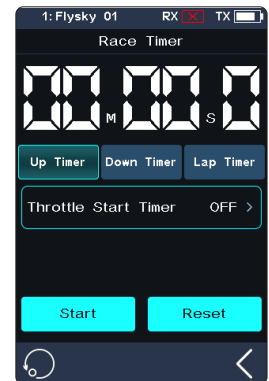 1: Flysky 01 RX TX
Race Timer
00 M 00 S 0
Up Timer Down Timer Lap Timer
Throttle Start Timer OFF >
Start Reset